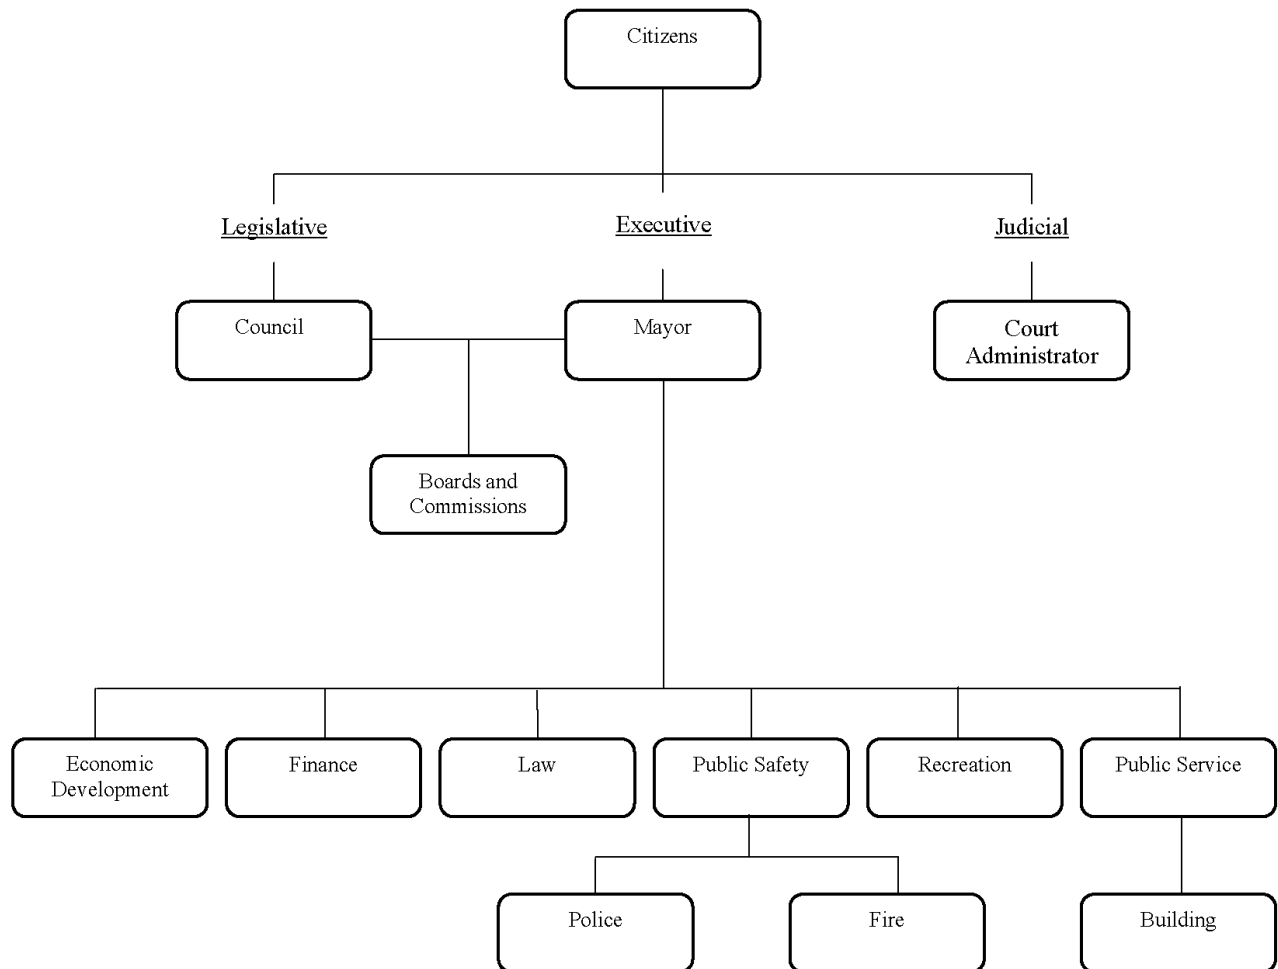 Citizens
Legislative
Executive
Judicial
Council
Mayor
Court
Administrator
Boards and
Commissions
Economic
Development
Finance
Law
Public Safety
Recreation
Public Service
Police
Fire
Building